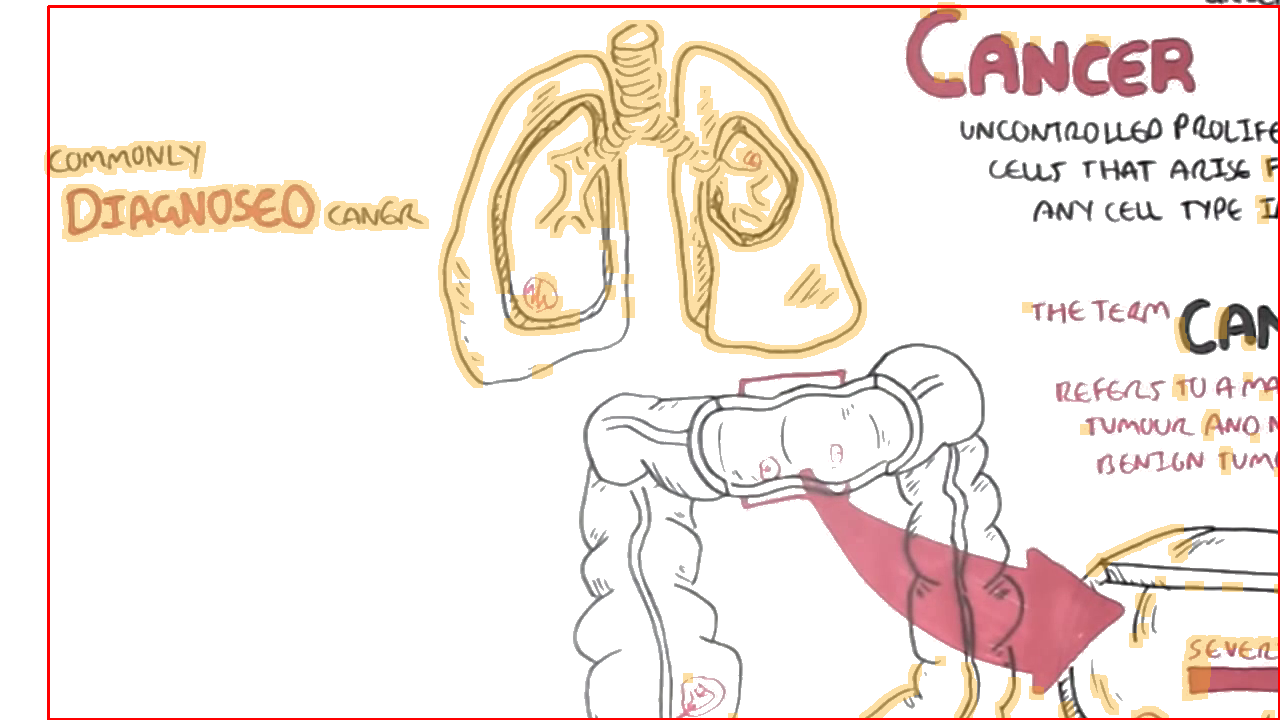 COMMONLY
DIAGNOSED CANER
CANCER
UNCONTROLLED PROLIFE
CELLS THAT ARISE F
ANY CELL TYPE I
THE TERM CAN
REFERS TO A MA
TUMOUR AND N
BENIGN TUM
SEVER